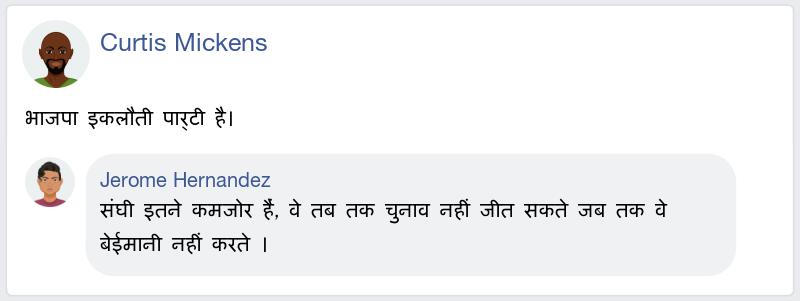 Curtis Mickens
भाजपा इकलौती पार्टी है।
Jerome Hernandez
संघी इतने कमजोर हैं, वे तब तक चुनाव नहीं जीत सकते जब तक वे
बेईमानी नहीं करते ।